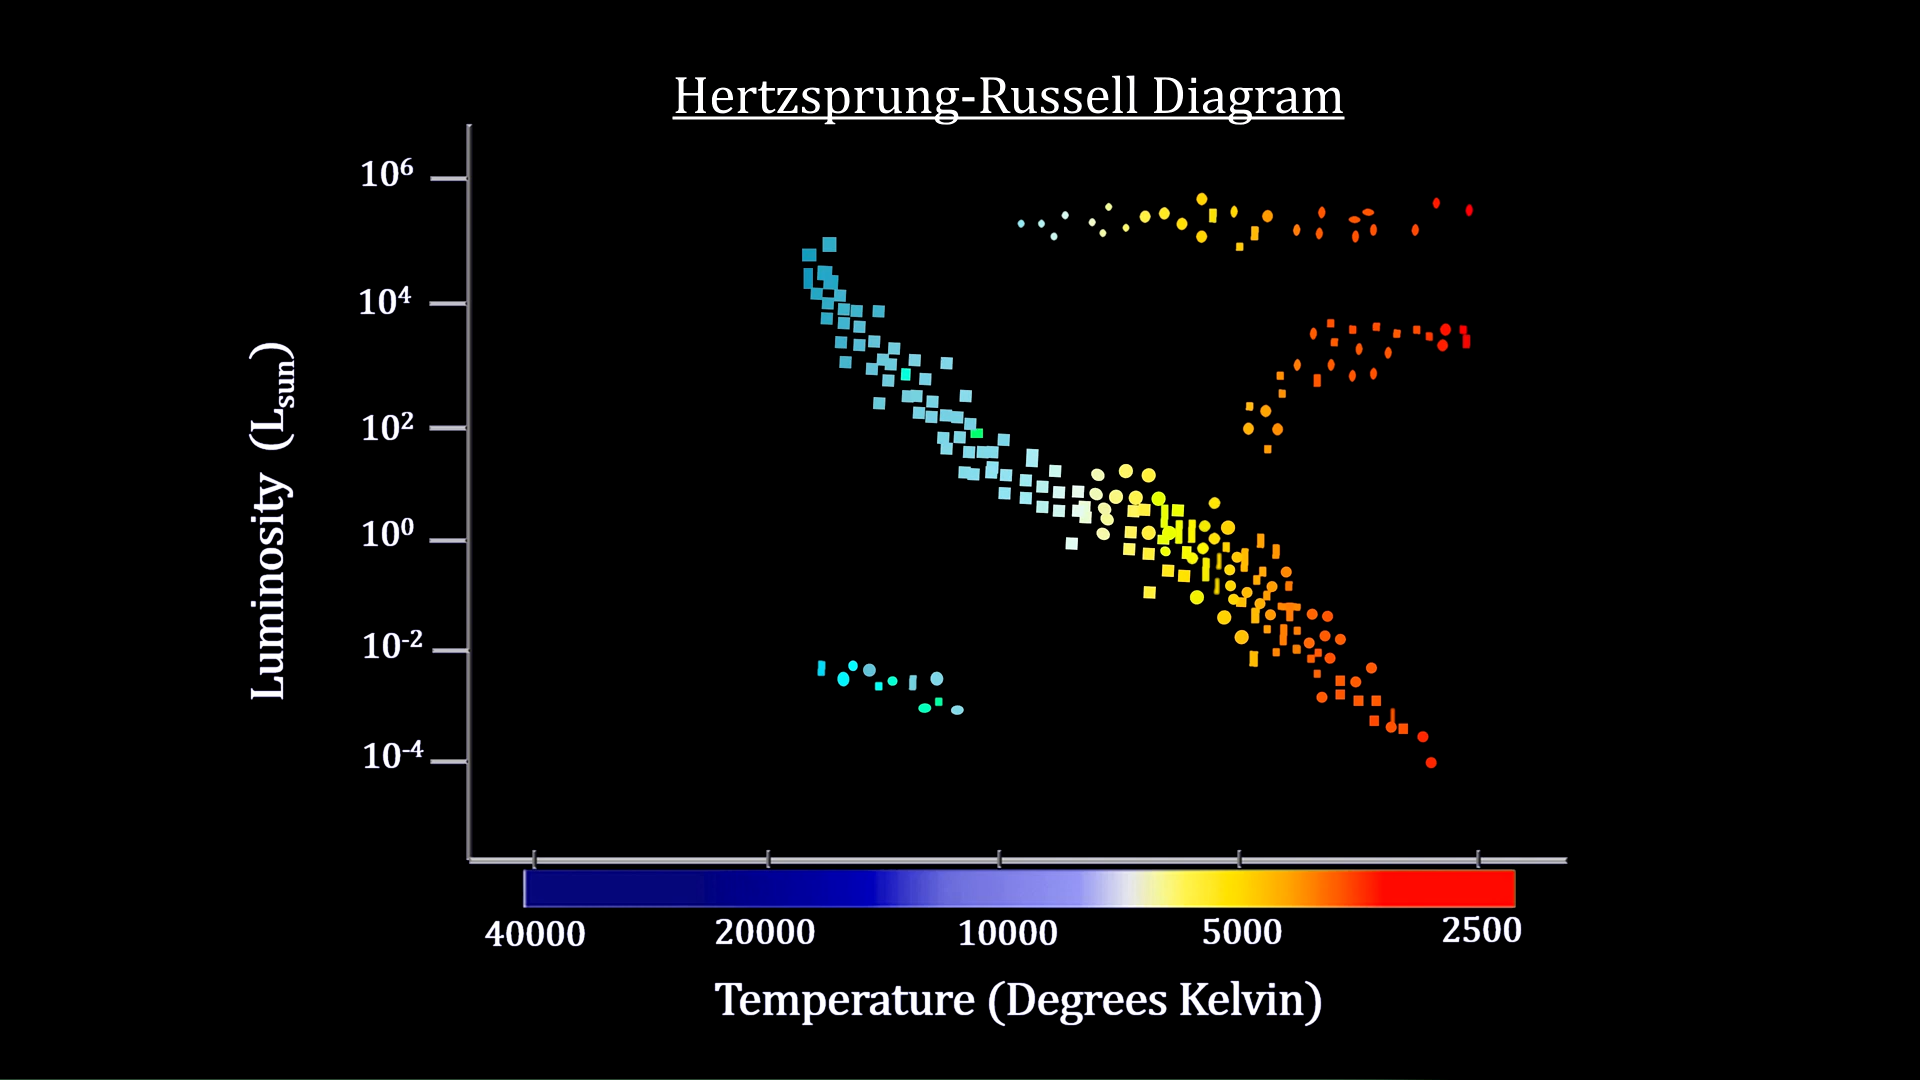 Hertzsprung-Russell Diagram
10⁶
10⁴
10²
10⁰
10⁻²
10⁻⁴
Luminosity (Lₛᵤₙ)
40000 20000 10000 5000 2500
Temperature (Degrees Kelvin)